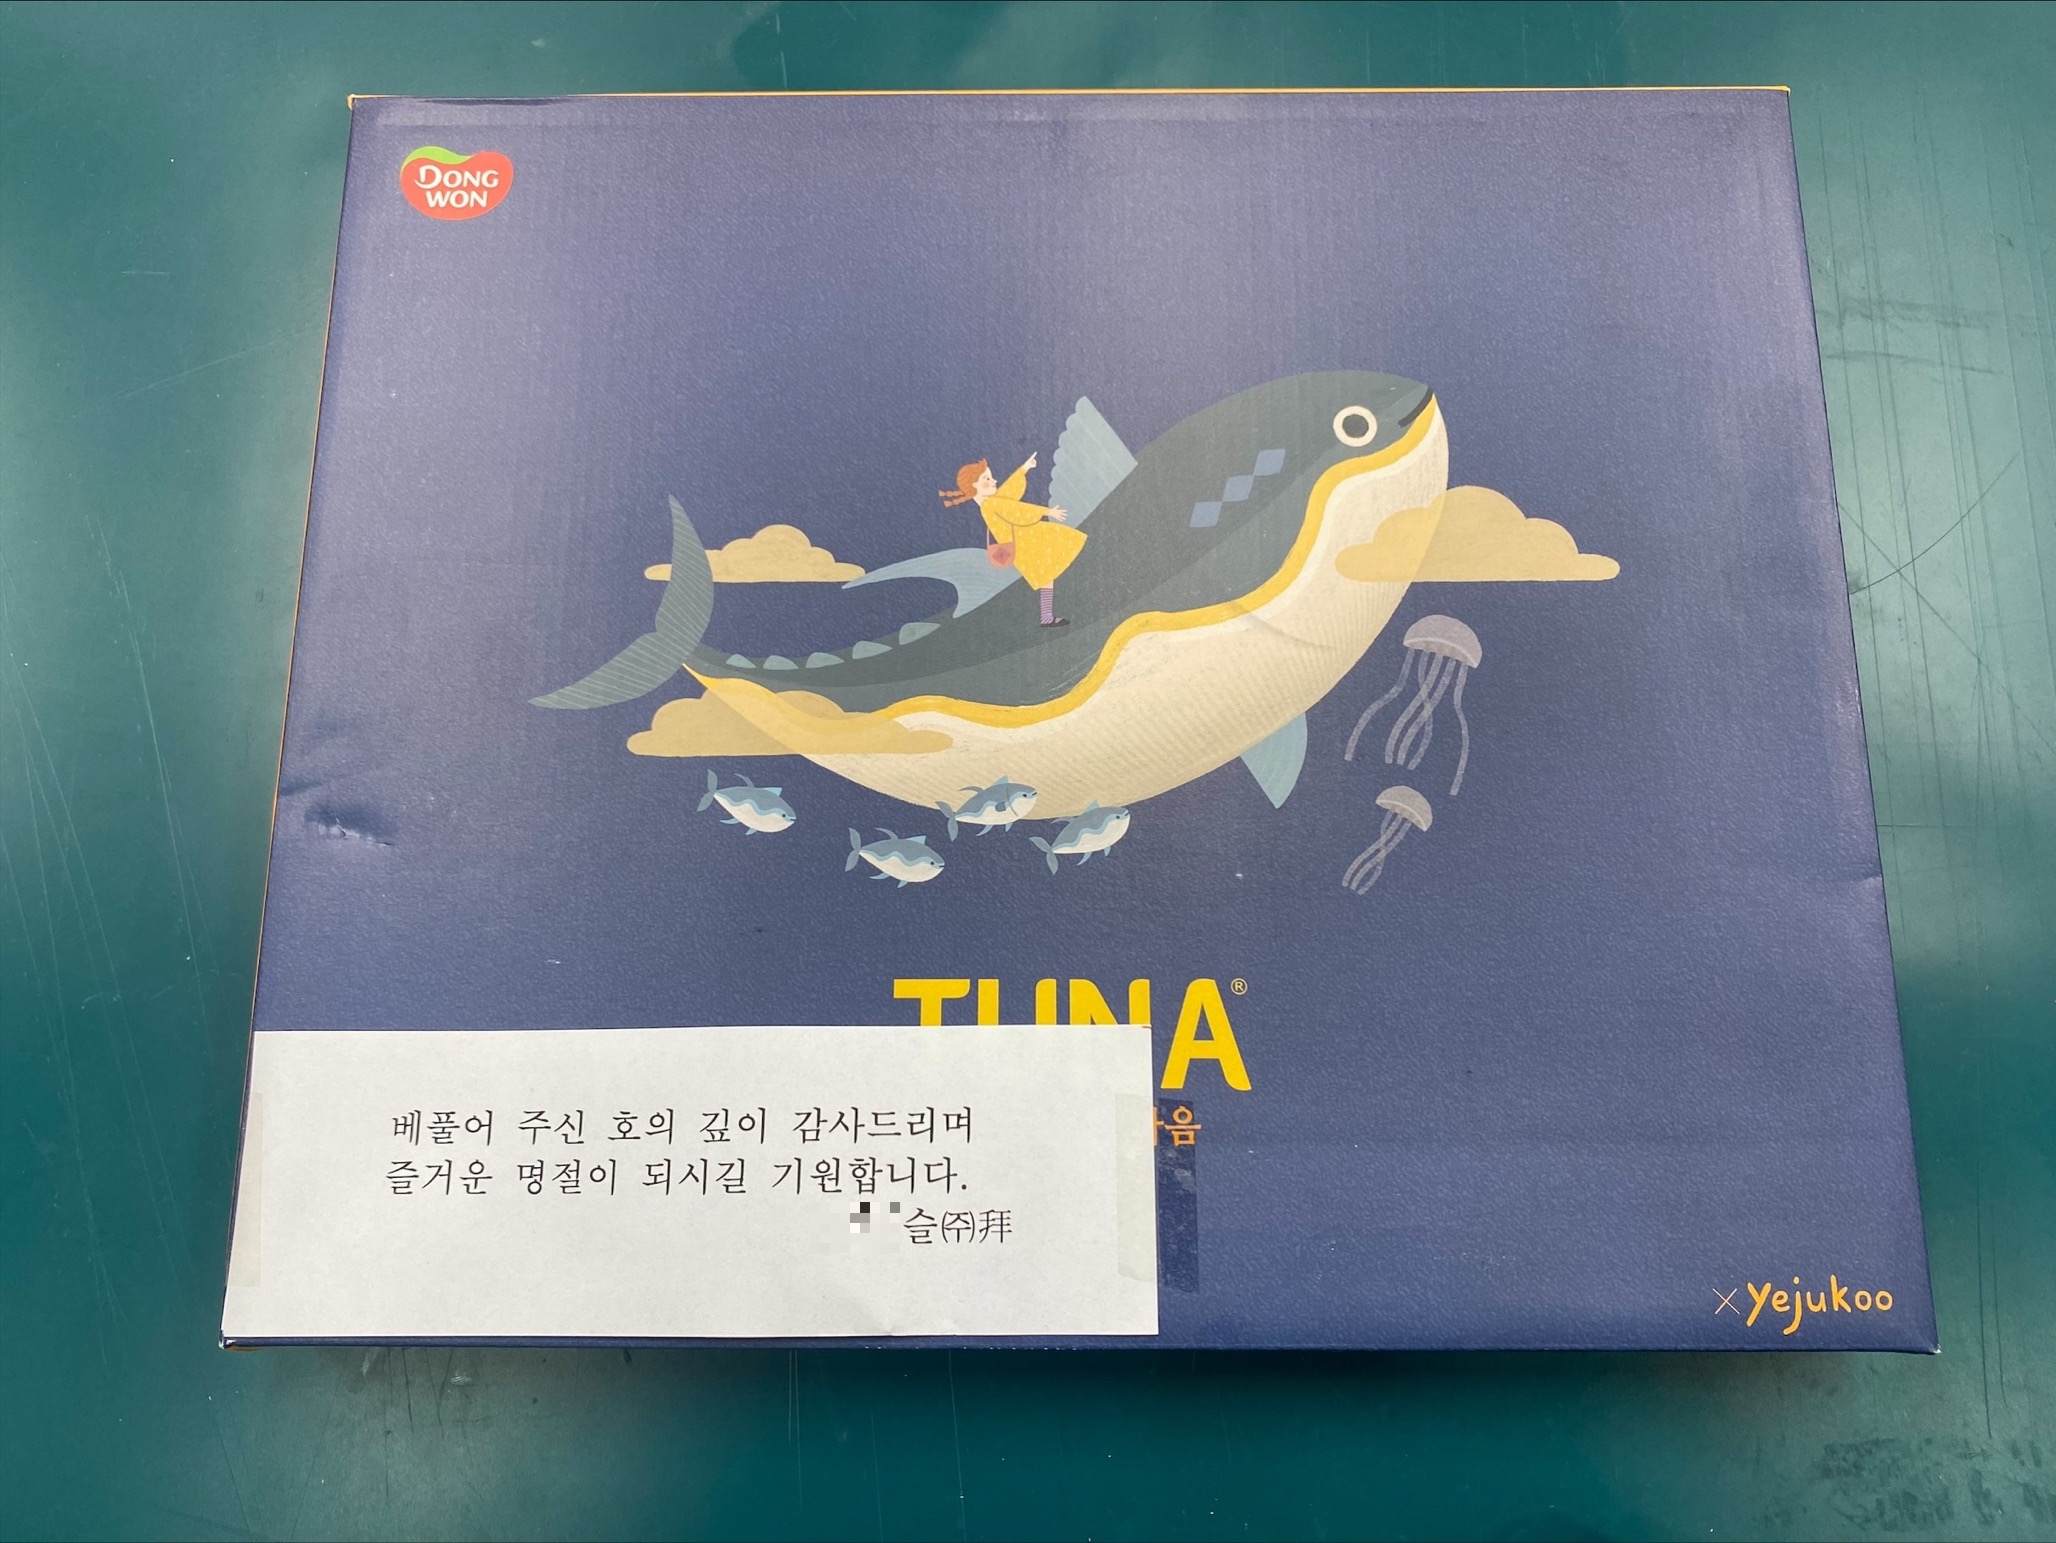 DONG
WON
TUNA®
베풀어 주신 호의 깊이 감사드리며
즐거운 명절이 되시길 기원합니다.
슬㈜拜
×yejukoo